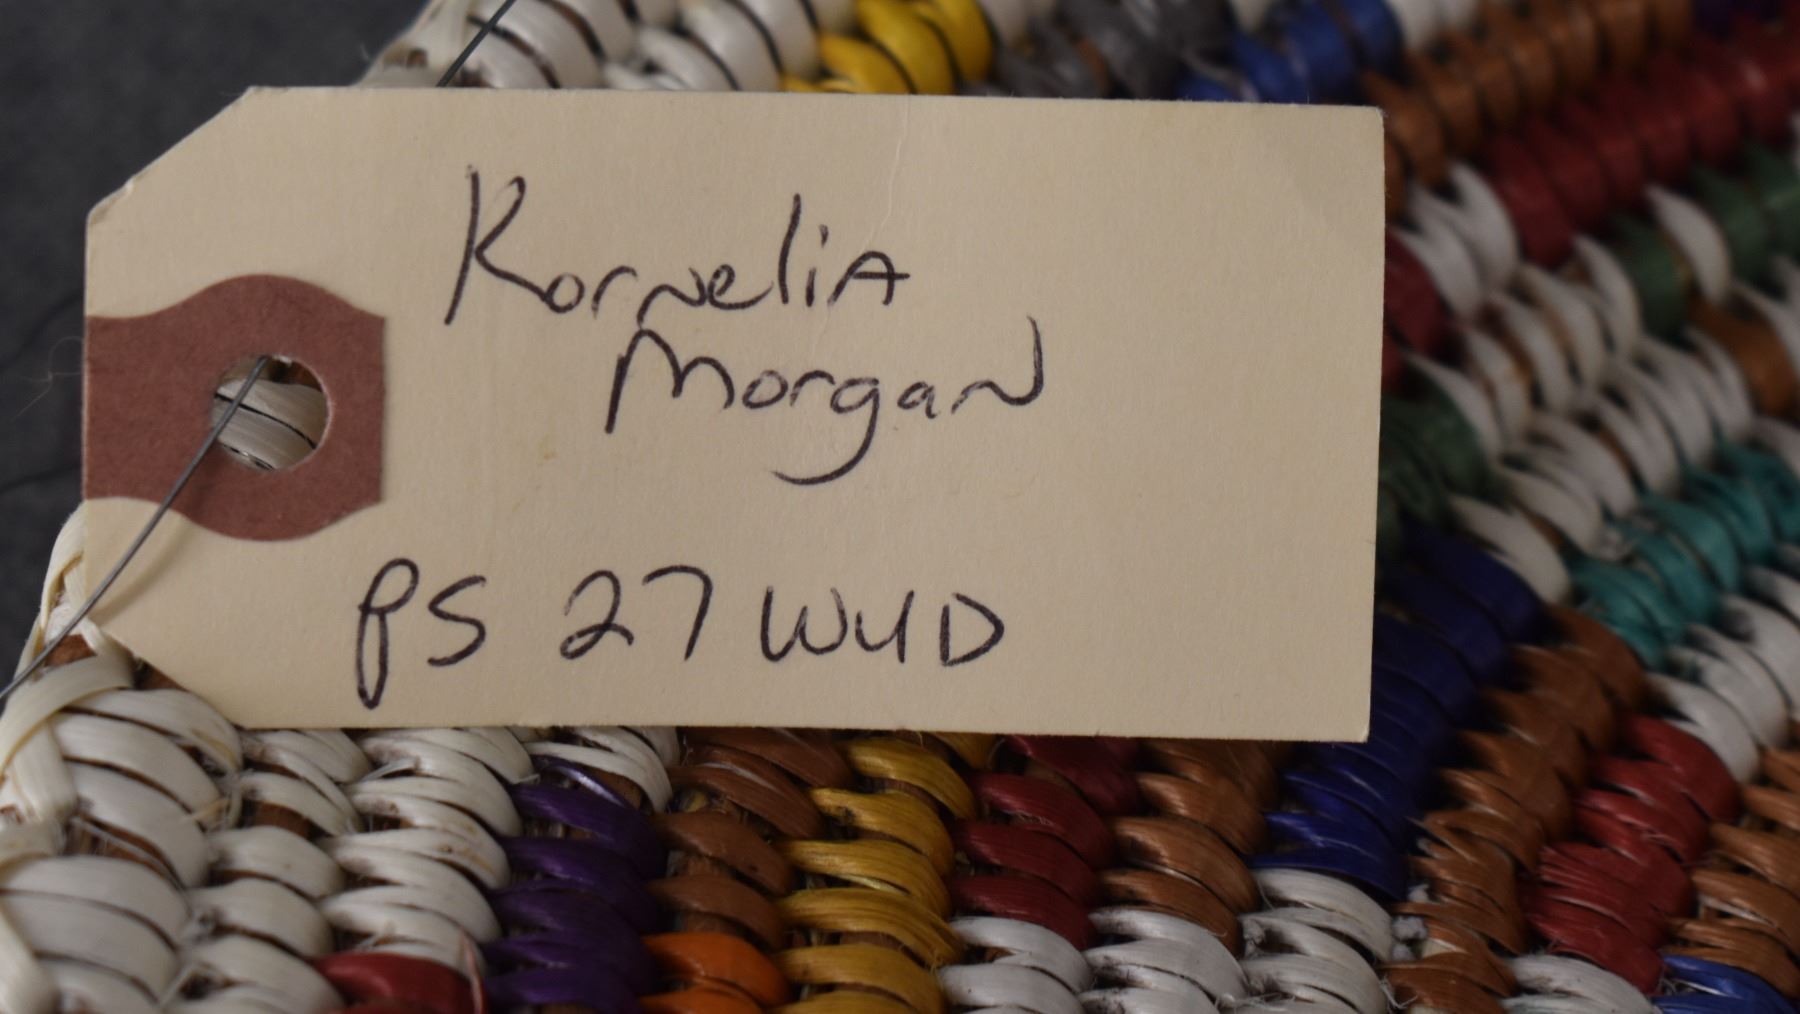 Kornelia
Morgan
PS 27 WUD